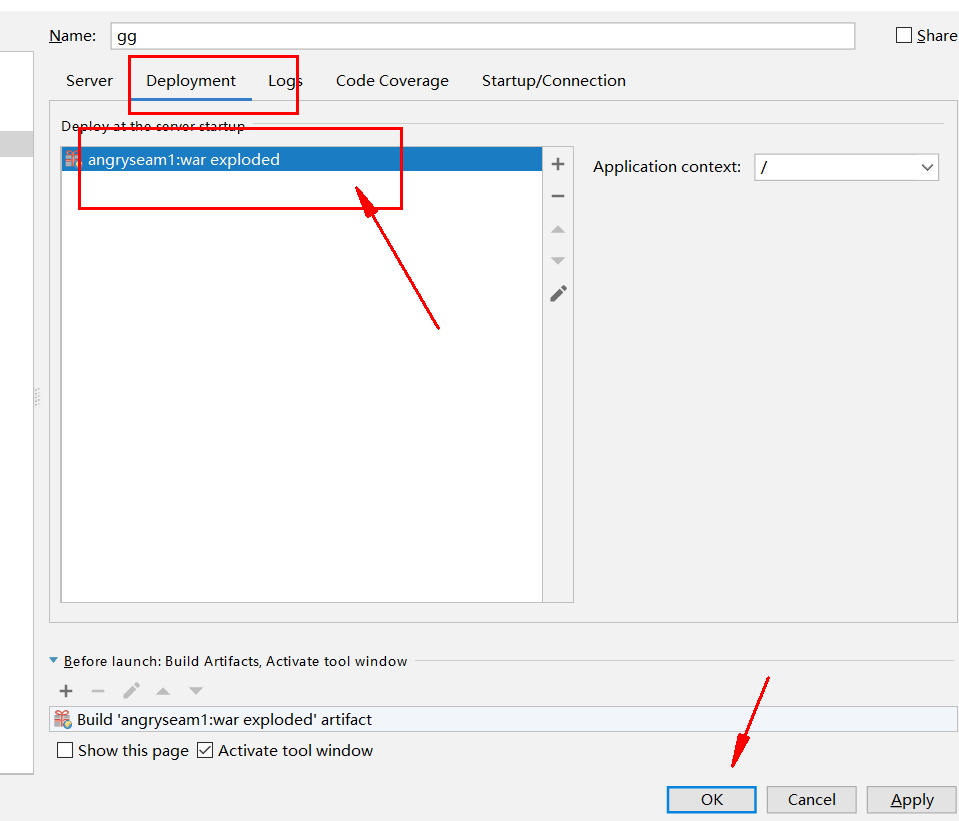 Name: gg Share
Server Deployment Logs Code Coverage Startup/Connection
Deploy at the server startup
angryseam1:war exploded
Application context: /
Before launch: Build Artifacts, Activate tool window
Build 'angryseam1:war exploded' artifact
Show this page Activate tool window
OK Cancel Apply